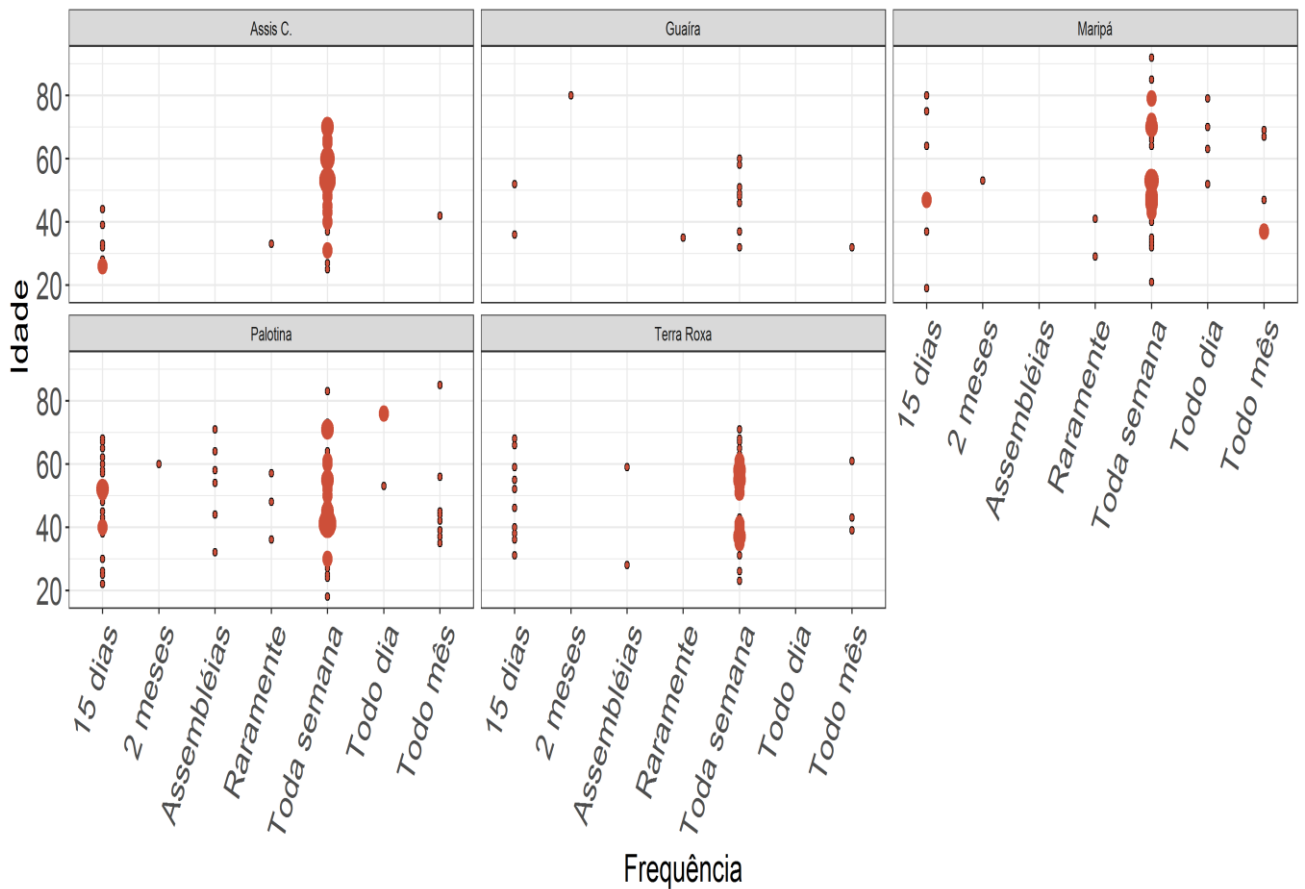 Assis C.
Guaíra
Maripá
Idade
80
60
40
20
15 dias
2 meses
Assembléias
Raramente
Toda semana
Todo dia
Todo mês
Palotina
Terra Roxa
80
60
40
20
15 dias
2 meses
Assembléias
Raramente
Toda semana
Todo dia
Todo mês
15 dias
2 meses
Assembléias
Raramente
Toda semana
Todo dia
Todo mês
Frequência